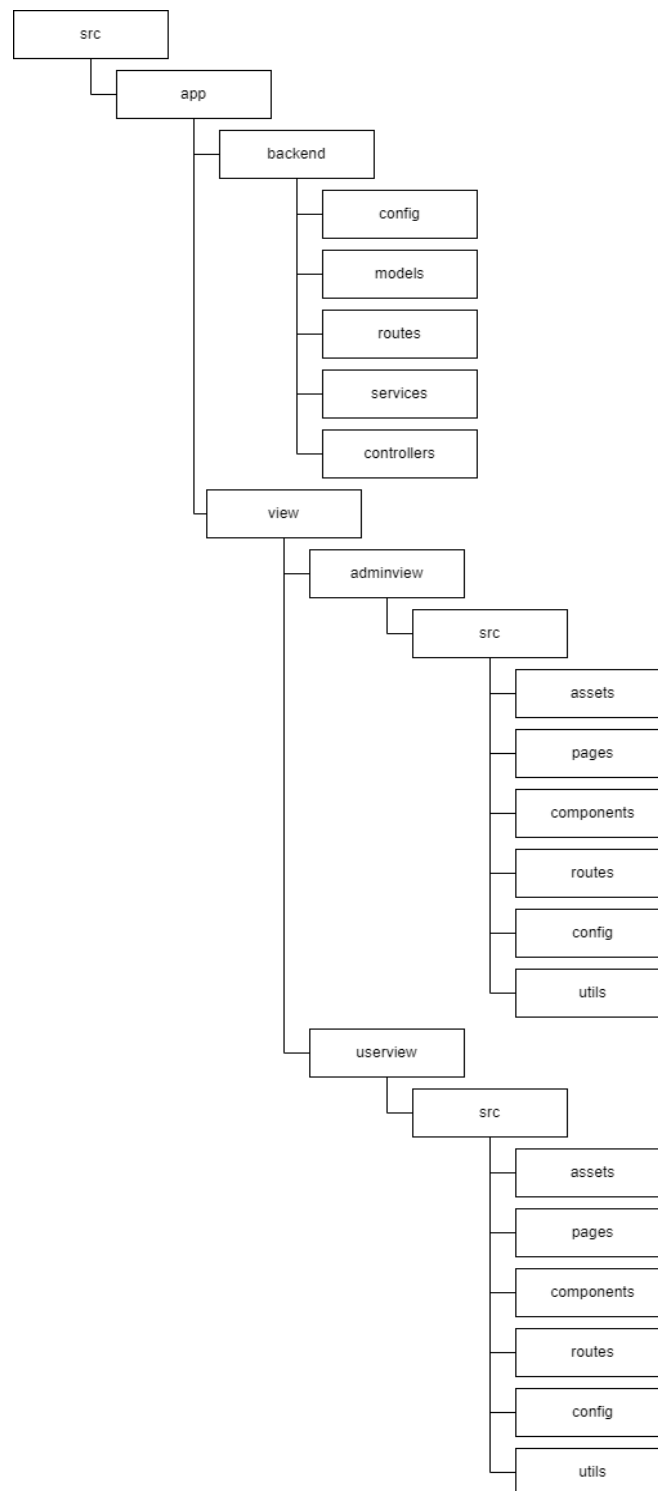 src
app
backend
config
models
routes
services
controllers
view
adminview
src
assets
pages
components
routes
config
utils
userview
src
assets
pages
components
routes
config
utils